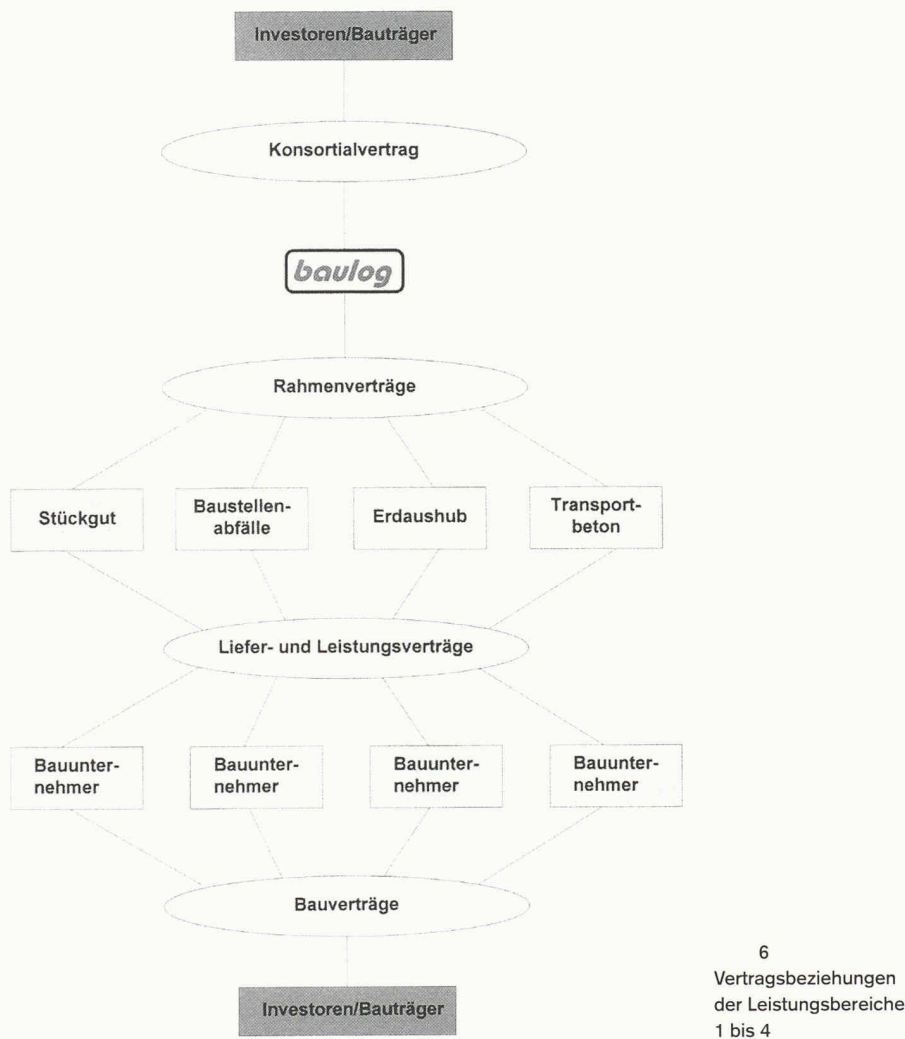 Investoren/Bauträger
Konsortialvertrag
baulog
Rahmenverträge
Stückgut
Baustellen-
abfälle
Erdaushub
Transport-
beton
Liefer- und Leistungsverträge
Bauunter-
nehmer
Bauunter-
nehmer
Bauunter-
nehmer
Bauunter-
nehmer
Bauverträge
Investoren/Bauträger
6
Vertragsbeziehungen
der Leistungsbereiche
1 bis 4